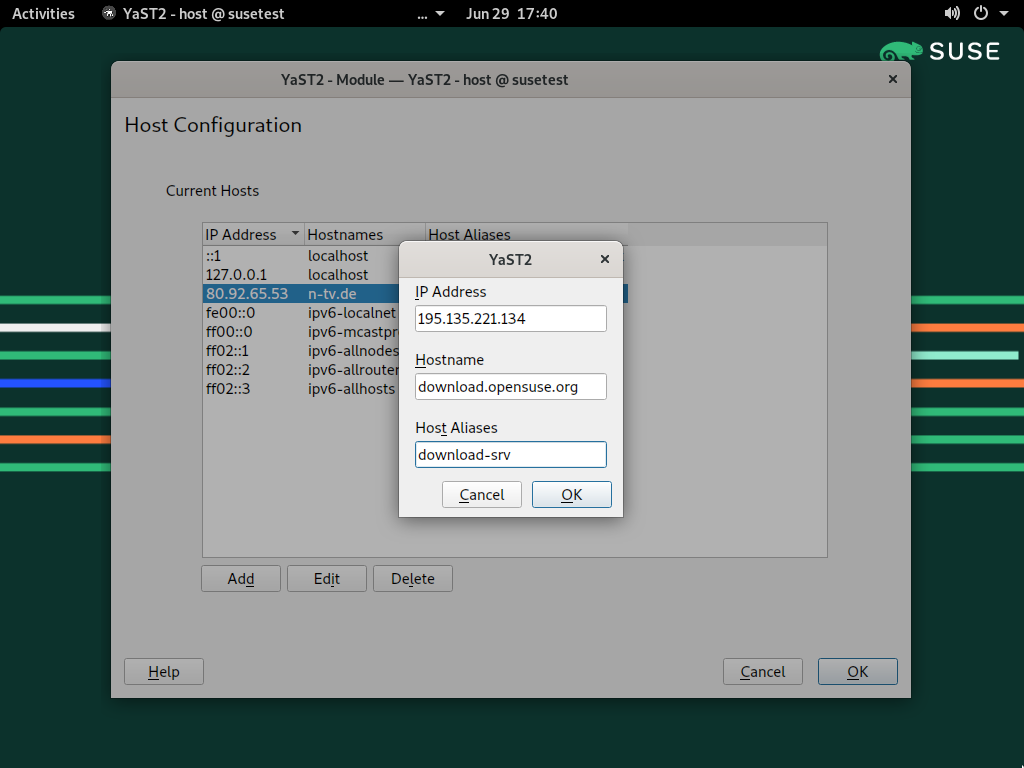 Activities YaST2 - host @ susetest ... Jun 29 17:40
SUSE
YaST2 - Module — YaST2 - host @ susetest
Host Configuration
Current Hosts
IP Address Hostnames Host Aliases
::1 localhost
127.0.0.1 localhost
80.92.65.53 n-tv.de
fe00::0 ipv6-localnet
ff00::0 ipv6-mcastpr
ff02::1 ipv6-allnodes
ff02::2 ipv6-allrouter
ff02::3 ipv6-allhosts
YaST2
IP Address
195.135.221.134
Hostname
download.opensuse.org
Host Aliases
download-srv
Cancel OK
Add Edit Delete
Help Cancel OK